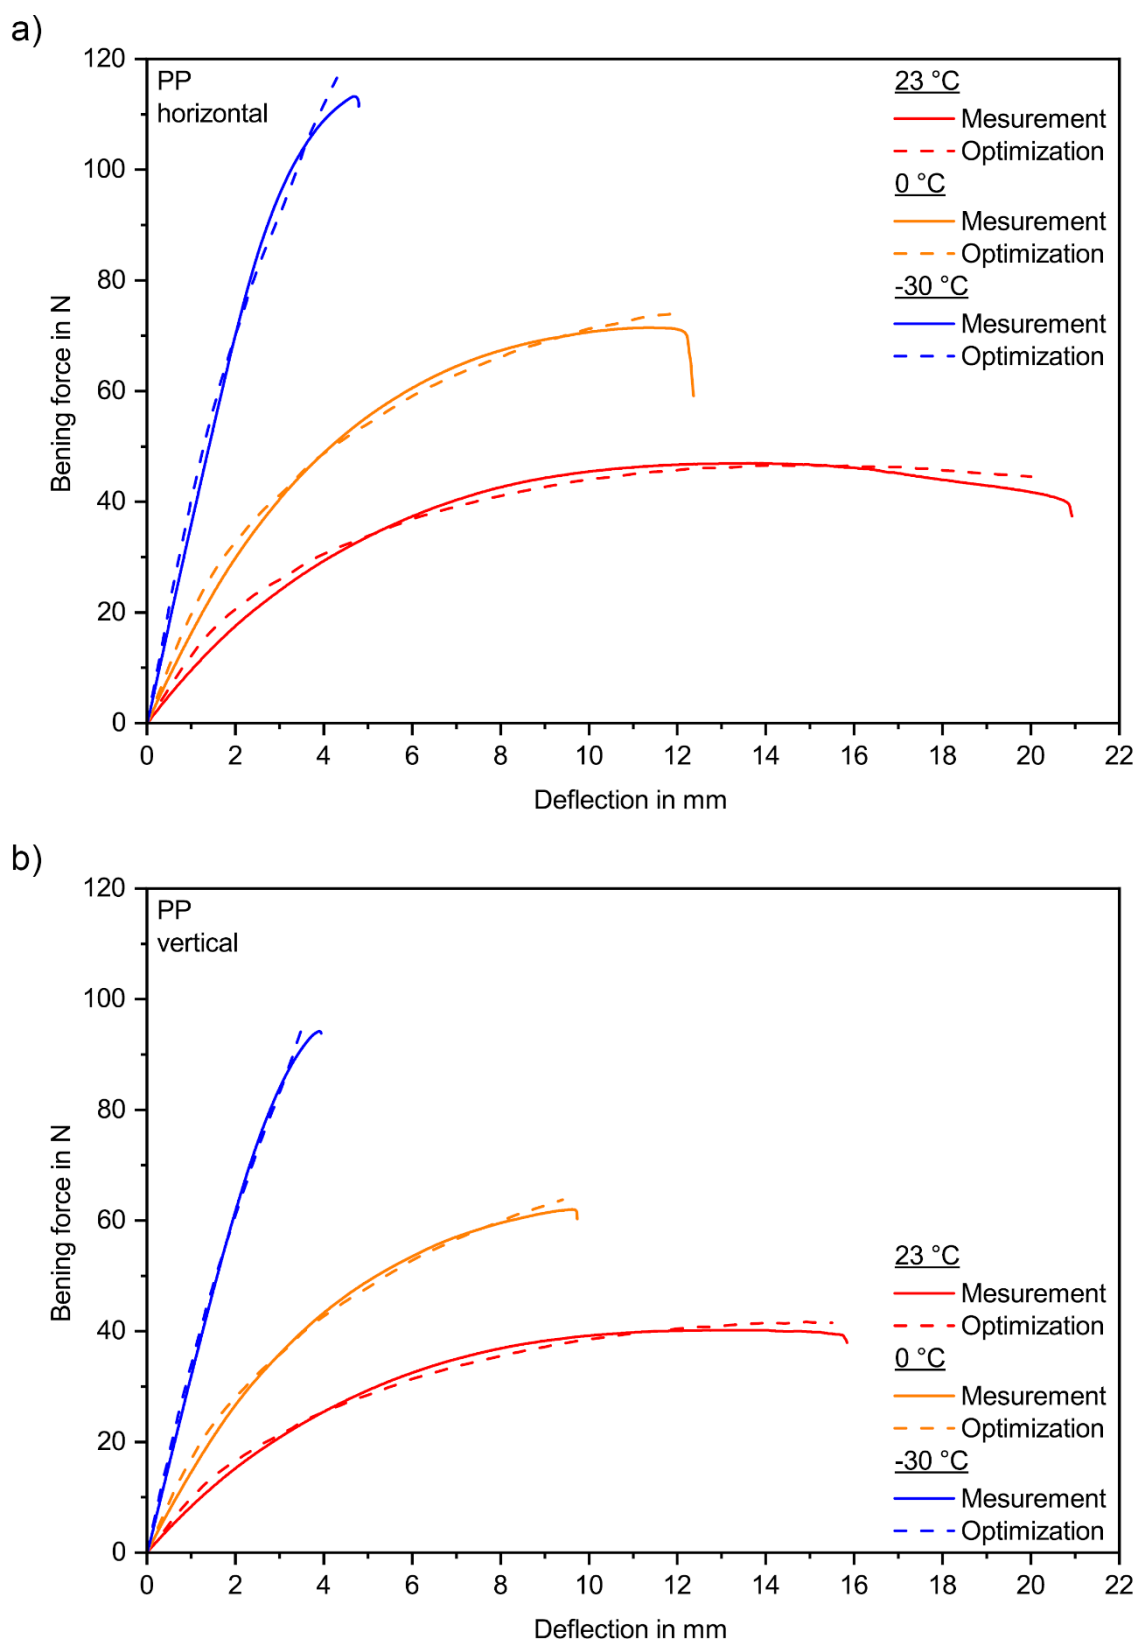 a)
120
100
80
60
40
20
0
Bening force in N
PP
horizontal
23 °C
Mesurement
Optimization
0 °C
Mesurement
Optimization
-30 °C
Mesurement
Optimization
0 2 4 6 8 10 12 14 16 18 20 22
Deflection in mm
b)
120
100
80
60
40
20
0
Bening force in N
PP
vertical
23 °C
Mesurement
Optimization
0 °C
Mesurement
Optimization
-30 °C
Mesurement
Optimization
0 2 4 6 8 10 12 14 16 18 20 22
Deflection in mm